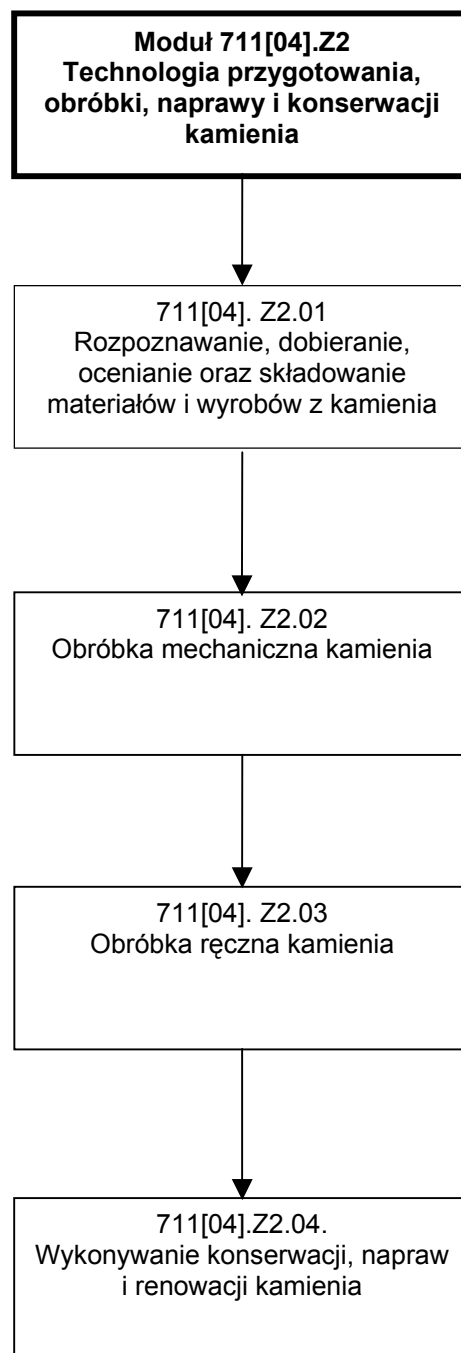 Moduł 711[04].Z2
Technologia przygotowania,
obróbki, naprawy i konserwacji
kamienia
711[04]. Z2.01
Rozpoznawanie, dobieranie,
ocenianie oraz składowanie
materiałów i wyrobów z kamienia
711[04]. Z2.02
Obróbka mechaniczna kamienia
711[04]. Z2.03
Obróbka ręczna kamienia
711[04].Z2.04.
Wykonywanie konserwacji, napraw
i renowacji kamienia